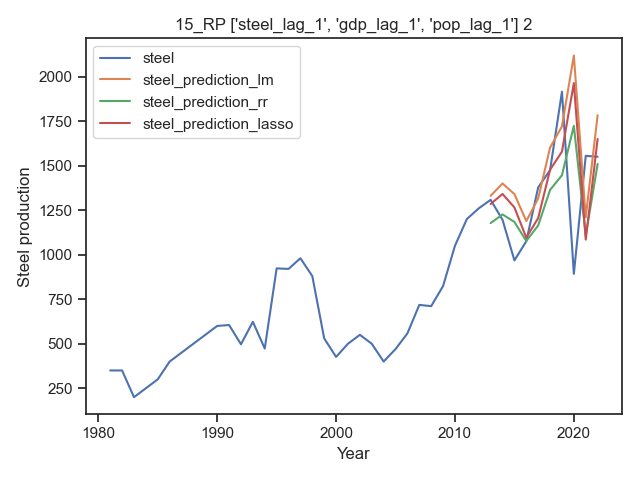 15_RP ['steel_lag_1', 'gdp_lag_1', 'pop_lag_1'] 2
steel
steel_prediction_lm
steel_prediction_rr
steel_prediction_lasso
2000
1750
1500
1250
1000
750
500
250
Steel production
1980
1990
2000
2010
2020
Year